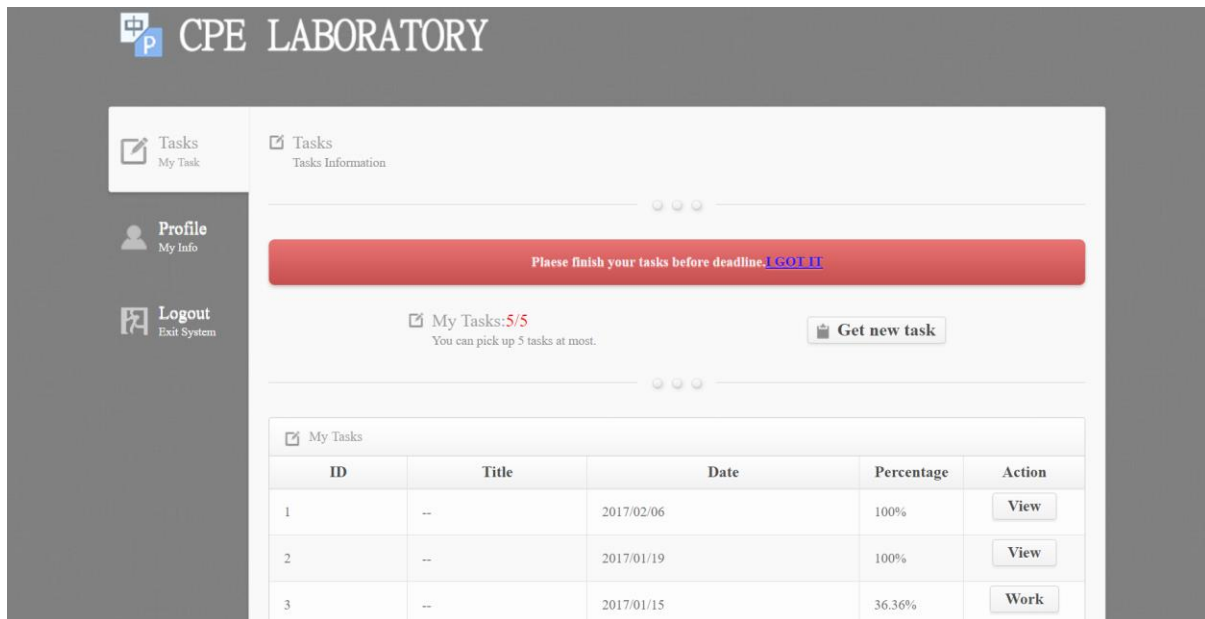 中
P
CPE LABORATORY
Tasks
My Task
Profile
My Info
Logout
Exit System
Tasks
Tasks Information
Plaese finish your tasks before deadline.I GOT IT
My Tasks:5/5
You can pick up 5 tasks at most.
Get new task
My Tasks
ID Title Date Percentage Action
1 -- 2017/02/06 100% View
2 -- 2017/01/19 100% View
3 -- 2017/01/15 36.36% Work